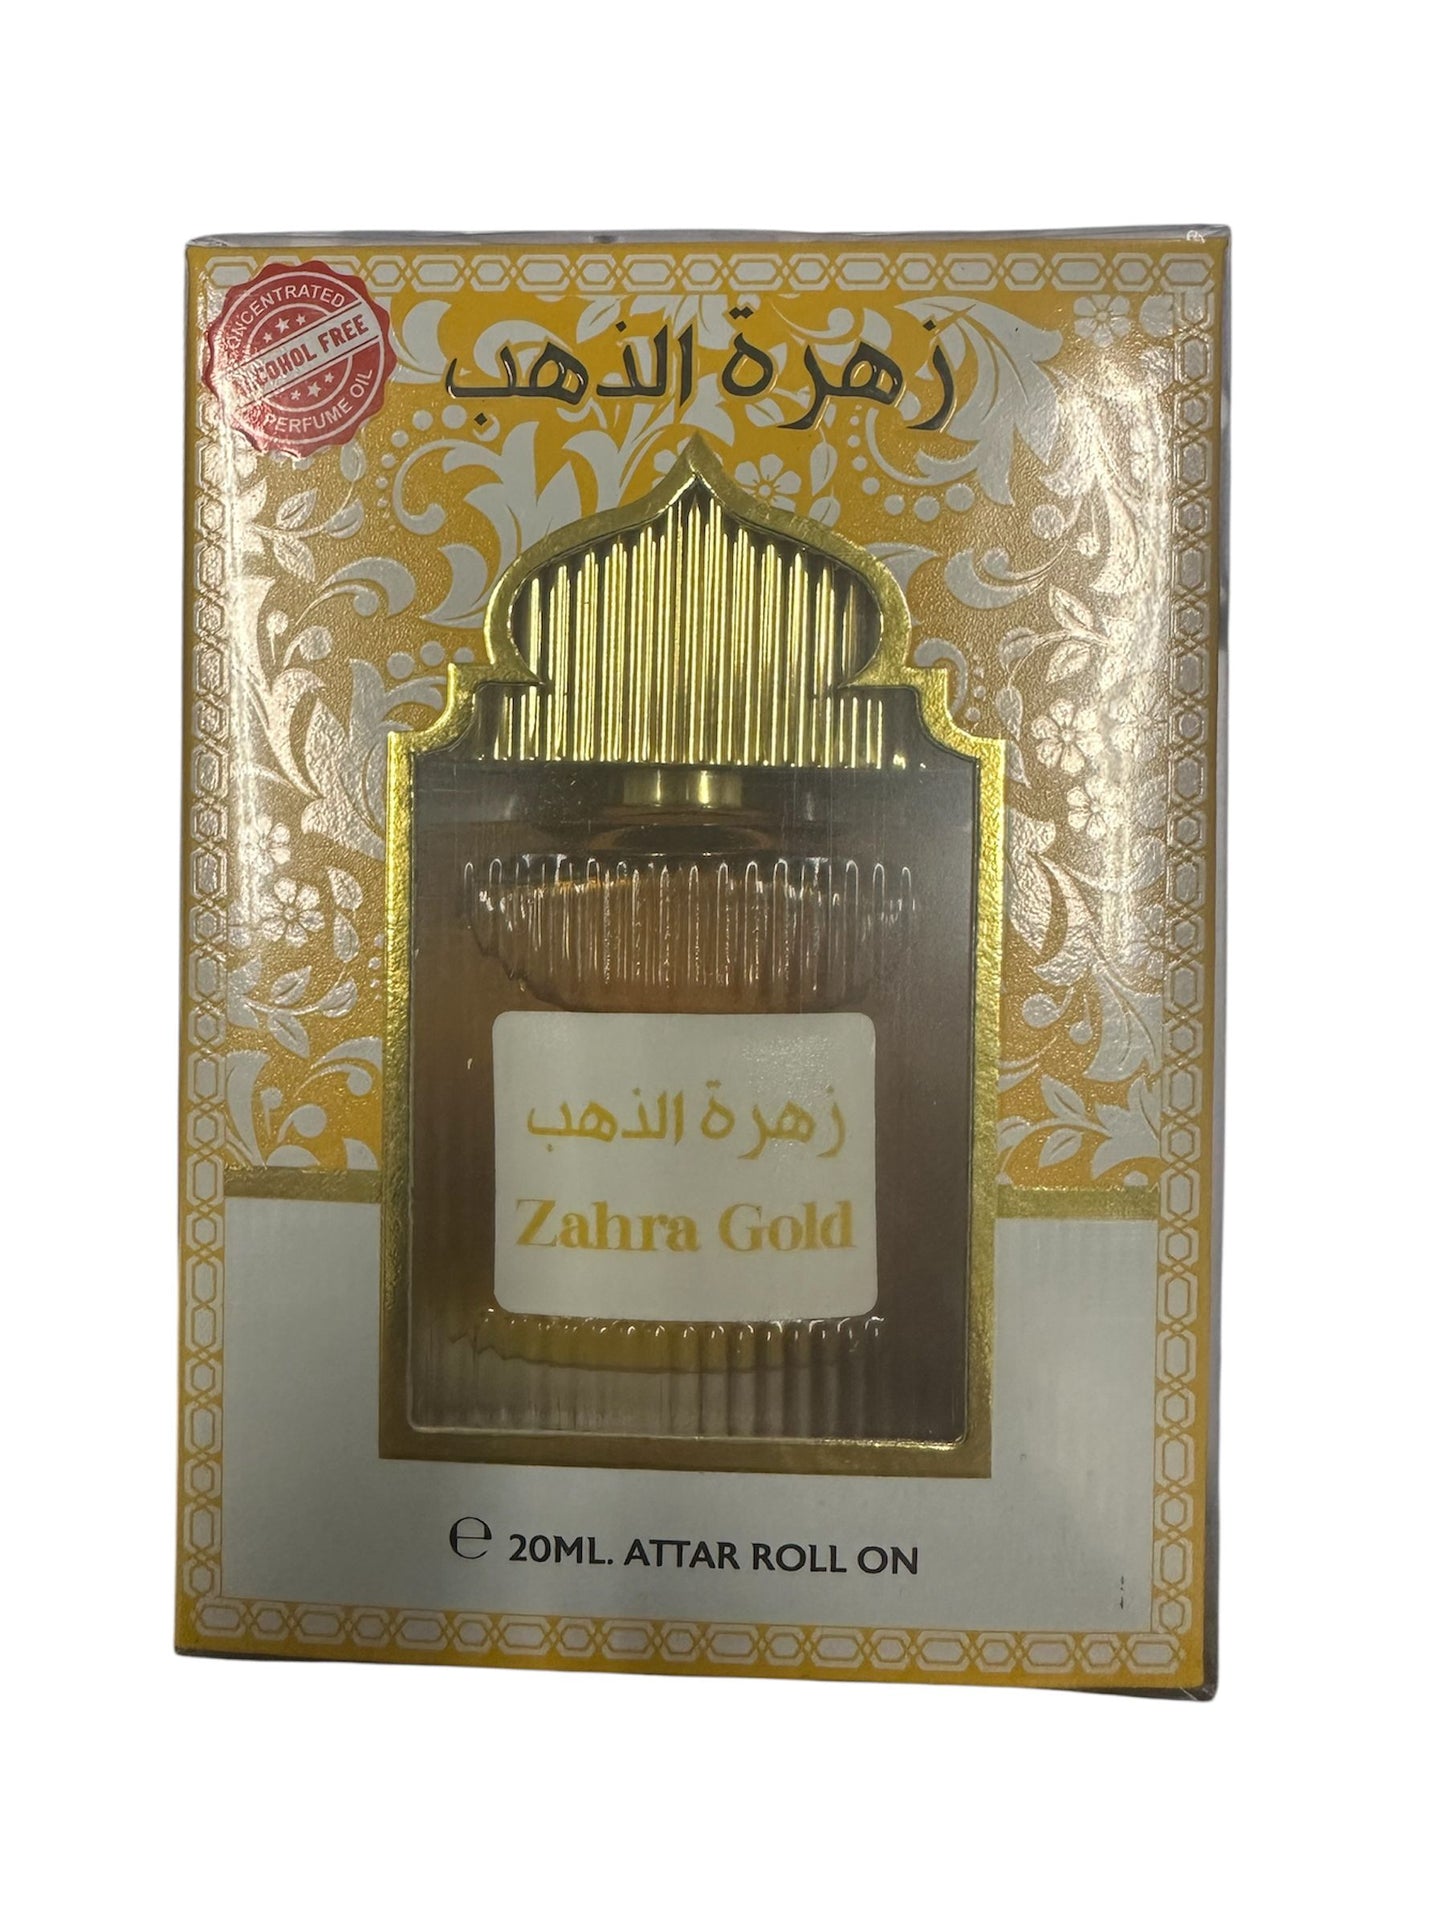 CONCENTRATED
ALCOHOL FREE
PERFUME OIL
زهرة الذهب
زهرة الذهب
Zahra Gold
℮ 20ML. ATTAR ROLL ON